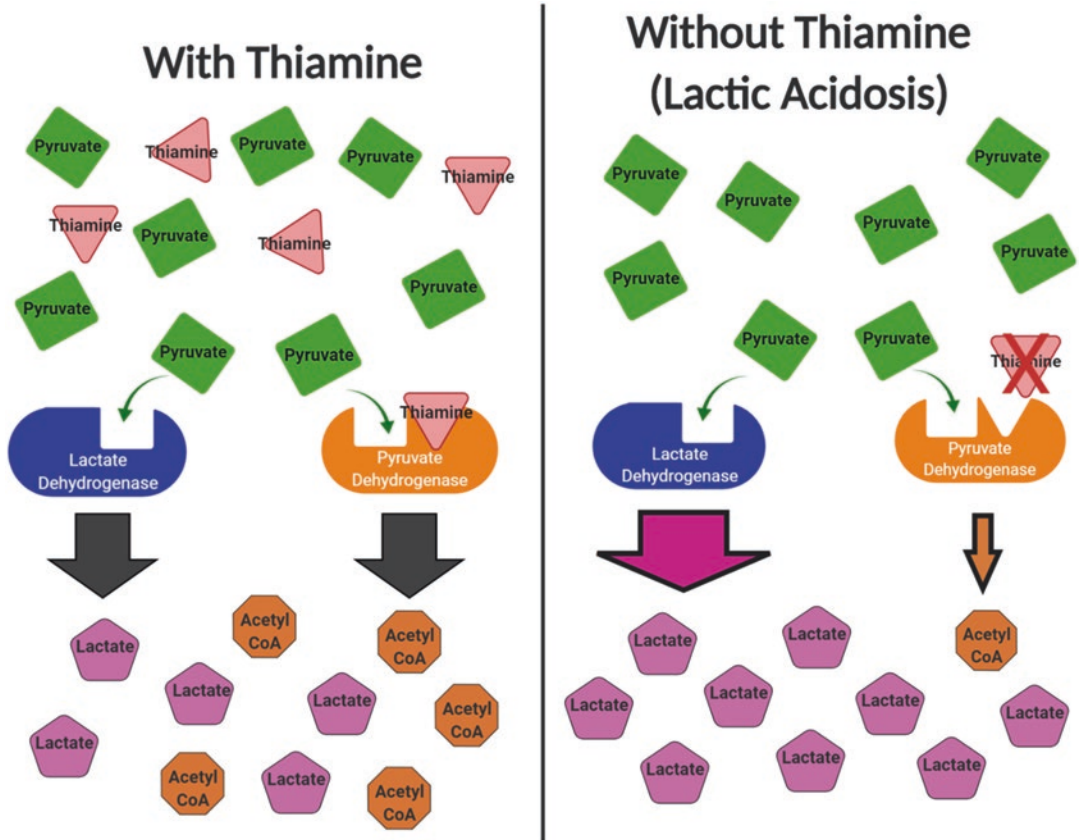 With Thiamine
Pyruvate
Thiamine
Pyruvate
Pyruvate
Thiamine
Thiamine
Pyruvate
Thiamine
Pyruvate
Pyruvate
Pyruvate
Pyruvate
Thiamine
Lactate
Dehydrogenase
Pyruvate
Dehydrogenase
Acetyl
CoA
Lactate
Acetyl
CoA
Lactate
Lactate
Acetyl
CoA
Lactate
Acetyl
CoA
Lactate
Acetyl
CoA
Without Thiamine
(Lactic Acidosis)
Pyruvate
Pyruvate
Pyruvate
Pyruvate
Pyruvate
Pyruvate
Pyruvate
Pyruvate
Thiamine
Lactate
Dehydrogenase
Pyruvate
Dehydrogenase
Lactate
Lactate
Acetyl
CoA
Lactate
Lactate
Lactate
Lactate
Lactate
Lactate
Lactate